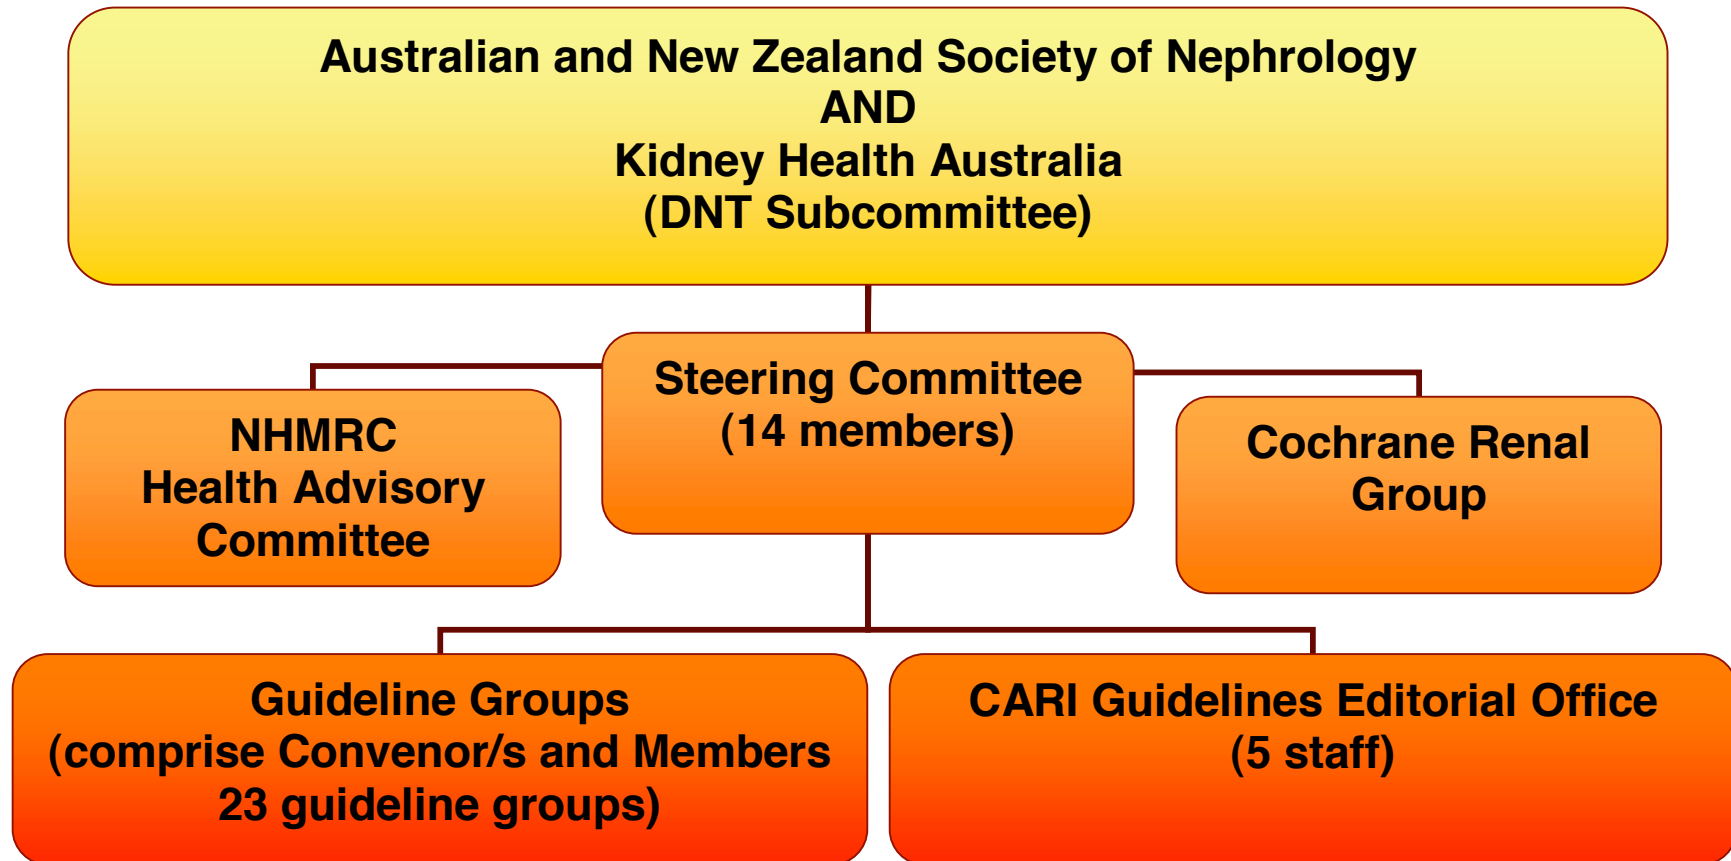 Australian and New Zealand Society of Nephrology
AND
Kidney Health Australia
(DNT Subcommittee)
Steering Committee
(14 members)
NHMRC
Health Advisory
Committee
Cochrane Renal
Group
Guideline Groups
(comprise Convenor/s and Members
23 guideline groups)
CARI Guidelines Editorial Office
(5 staff)